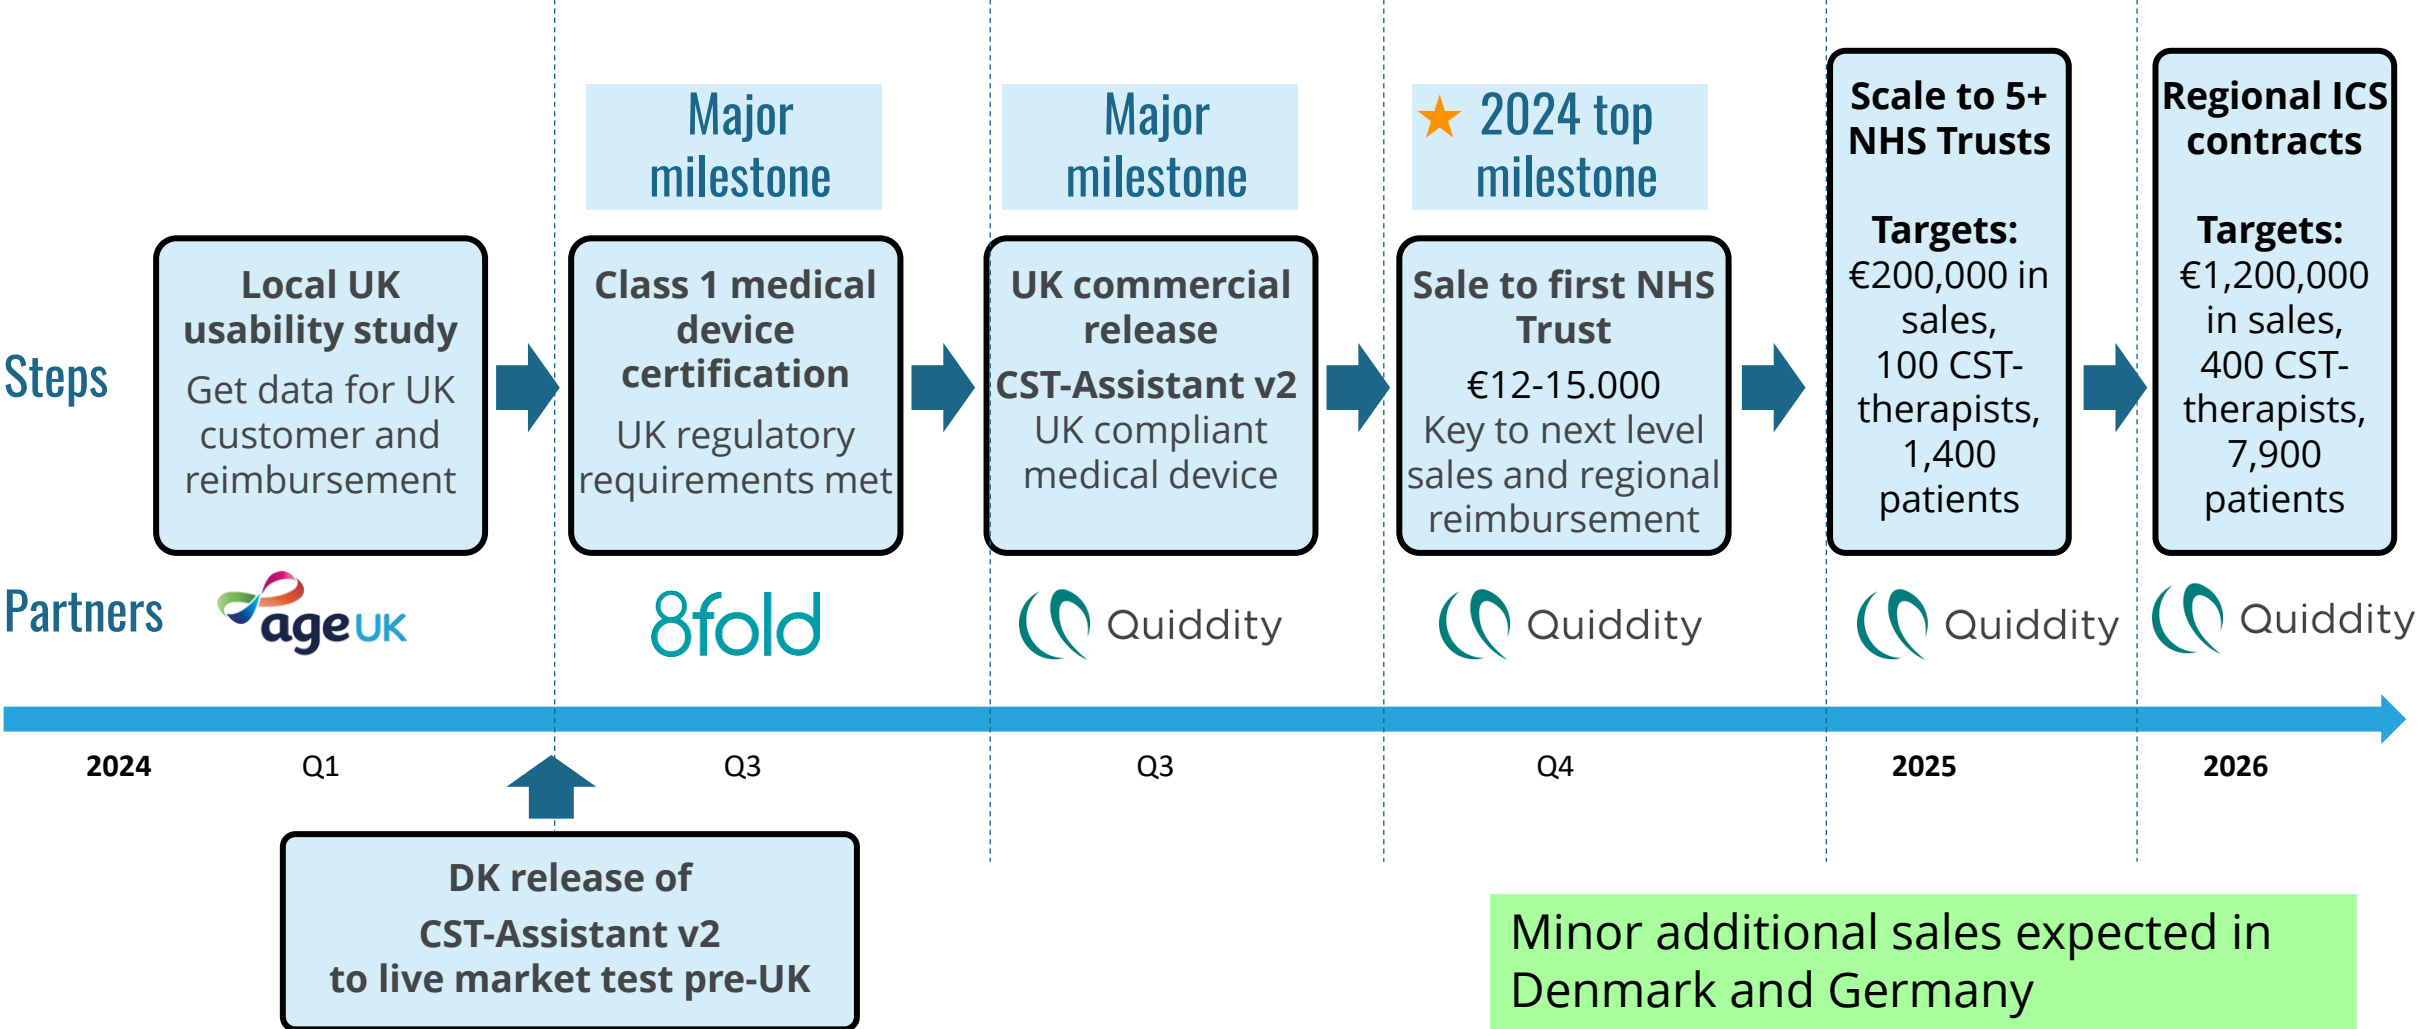 Major
milestone
Major
milestone
2024 top
milestone
Steps
Local UK
usability study
Get data for UK
customer and
reimbursement
Class 1 medical
device
certification
UK regulatory
requirements met
UK commercial
release
CST-Assistant v2
UK compliant
medical device
Sale to first NHS
Trust
€12-15.000
Key to next level
sales and regional
reimbursement
Scale to 5+
NHS Trusts
Targets:
€200,000 in
sales,
100 CST-
therapists,
1,400
patients
Regional ICS
contracts
Targets:
€1,200,000
in sales,
400 CST-
therapists,
7,900
patients
Partners
ageUK
8fold
Quiddity
Quiddity
Quiddity
Quiddity
2024
Q1
Q3
Q3
Q4
2025
2026
DK release of
CST-Assistant v2
to live market test pre-UK
Minor additional sales expected in
Denmark and Germany